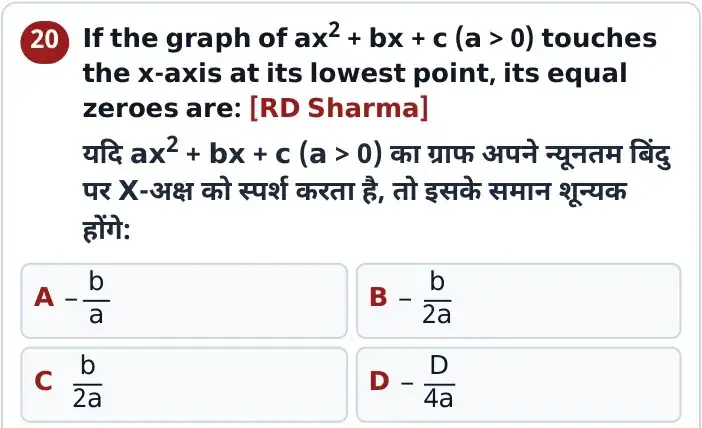 20 If the graph of ax² + bx + c (a > 0) touches
the x-axis at its lowest point, its equal
zeroes are: [RD Sharma]
यदि ax² + bx + c (a > 0) का ग्राफ अपने न्यूनतम बिंदु
पर X-अक्ष को स्पर्श करता है, तो इसके समान शून्यक
होंगे:
A –b/a
B – b/2a
C b/2a
D – D/4a